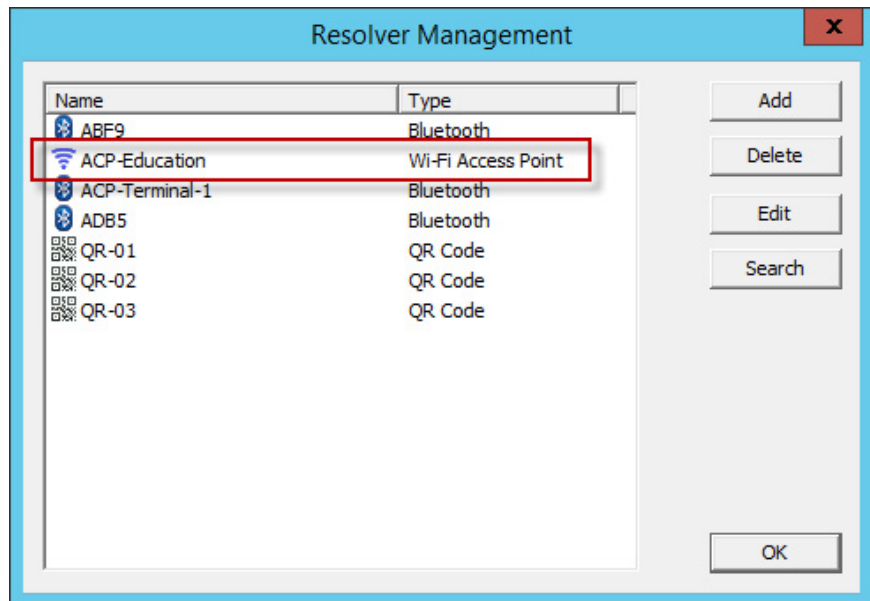 Resolver Management
x
Name Type
ABF9 Bluetooth
ACP-Education Wi-Fi Access Point
ACP-Terminal-1 Bluetooth
ADB5 Bluetooth
QR-01 QR Code
QR-02 QR Code
QR-03 QR Code
Add
Delete
Edit
Search
OK